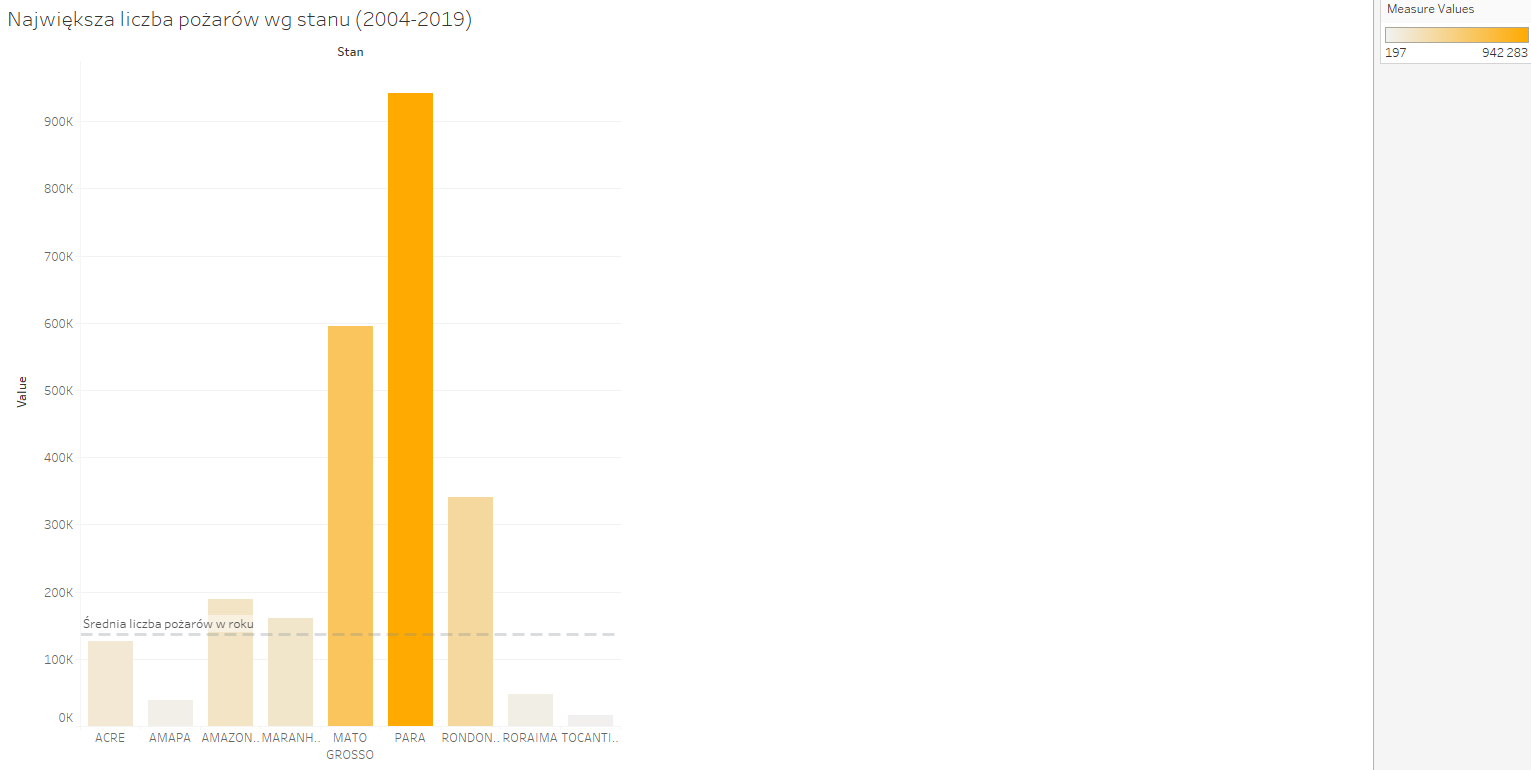 Największa liczba pożarów wg stanu (2004-2019)
Stan
Measure Values
197 942 283
900K
800K
700K
600K
500K
400K
300K
200K
100K
0K
Value
Średnia liczba pożarów w roku
ACRE AMAPA AMAZON.. MARANH.. MATO GROSSO PARA RONDON.. RORAIMA TOCANTI..